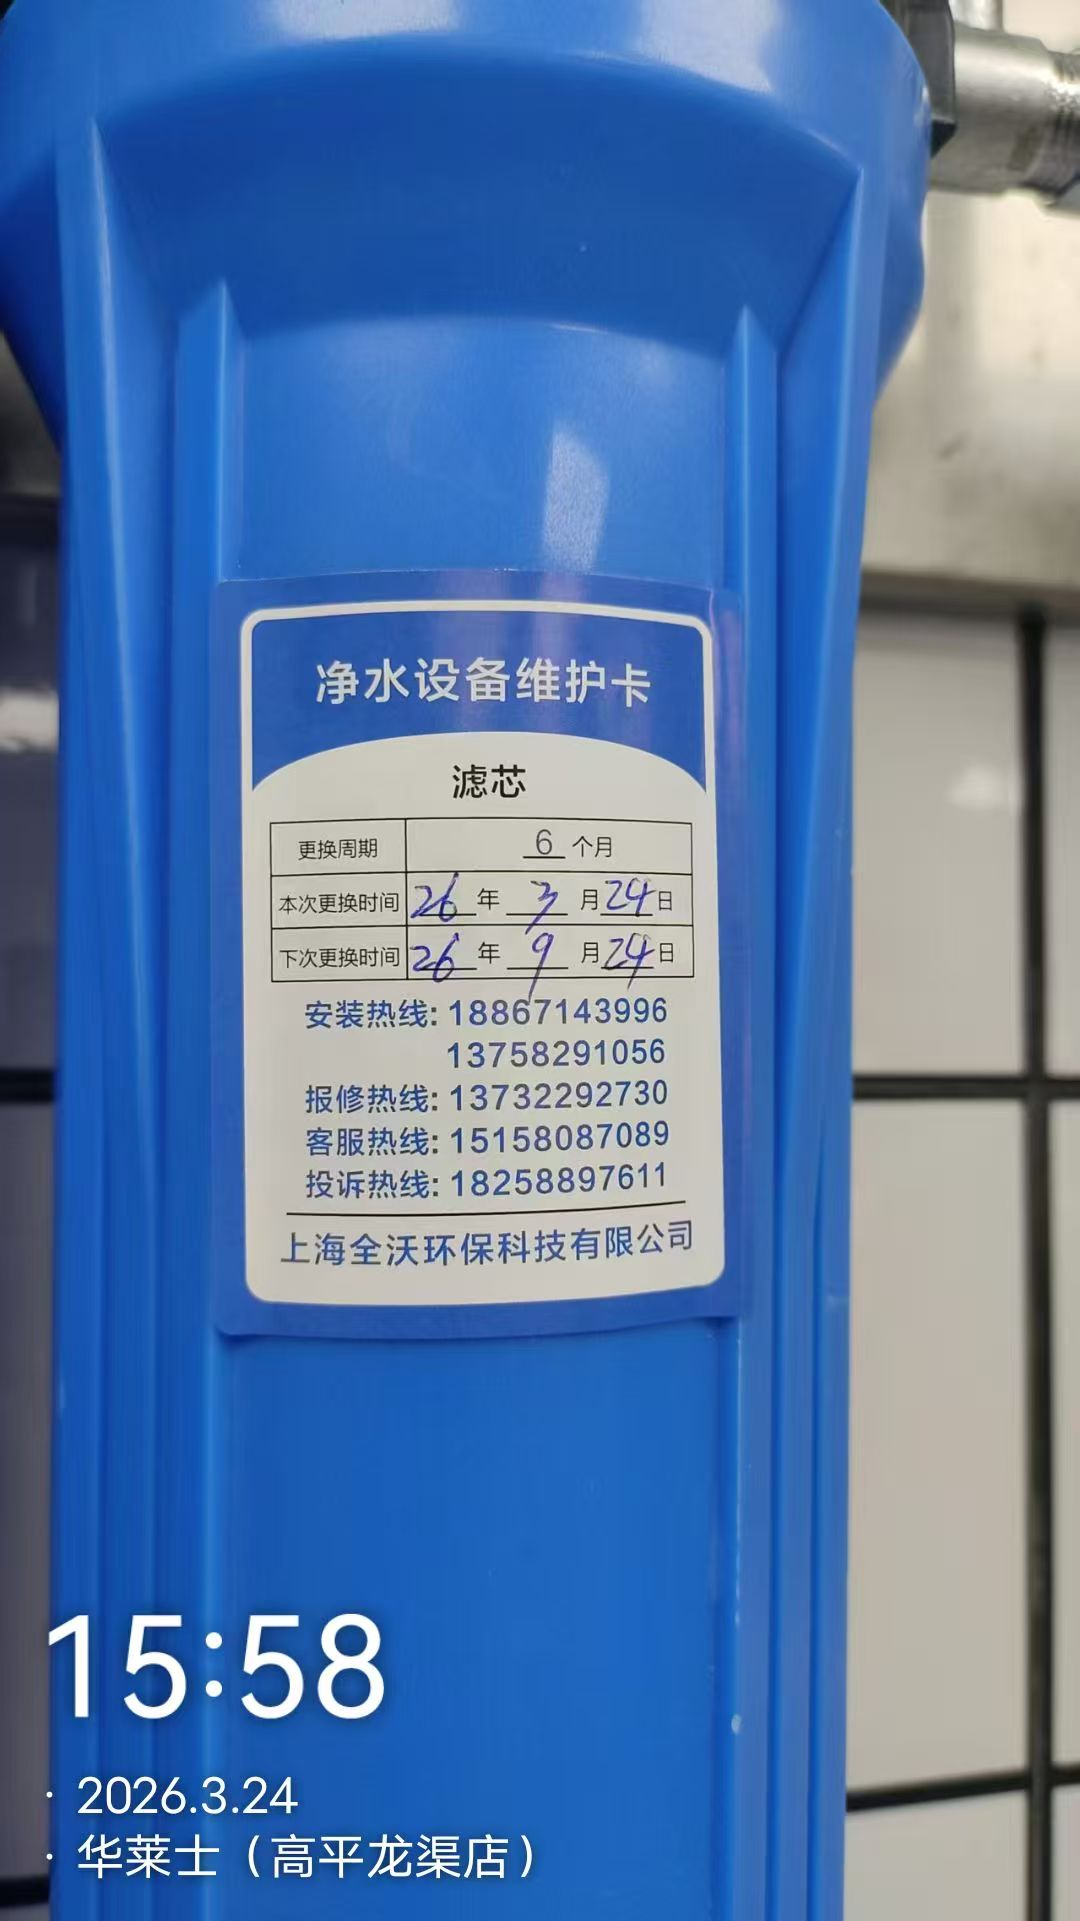 净水设备维护卡
滤芯
更换周期 6 个月
本次更换时间 26 年 3 月 24 日
下次更换时间 26 年 9 月 24 日
安装热线: 18867143996
13758291056
报修热线: 13732292730
客服热线: 15158087089
投诉热线: 18258897611
上海全沃环保科技有限公司
15:58
· 2026.3.24
· 华莱士（高平龙渠店）